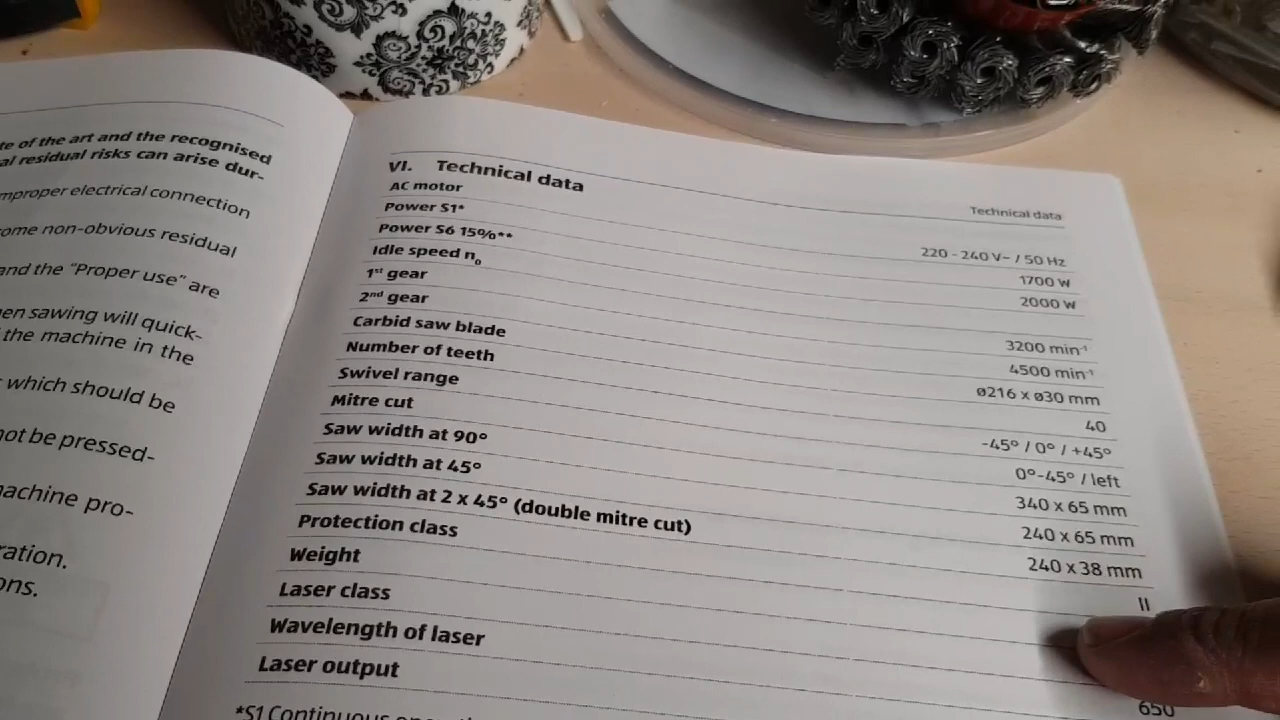 te of the art and the recognised
al residual risks can arise dur-
mproper electrical connection
ome non-obvious residual
and the “Proper use” are
en sawing will quick-
the machine in the
which should be
not be pressed-
achine pro-
ration.
ons.
Technical data
VI. Technical data
AC motor 220 - 240 V~ / 50 Hz
Power S1* 1700 W
Power S6 15%** 2000 W
Idle speed n0
1st gear 3200 min-1
2nd gear 4500 min-1
Carbid saw blade ø216 x ø30 mm
Number of teeth 40
Swivel range -45° / 0° / +45°
Mitre cut 0°-45° / left
Saw width at 90° 340 x 65 mm
Saw width at 45° 240 x 65 mm
Saw width at 2 x 45° (double mitre cut) 240 x 38 mm
Protection class II
Weight
Laser class
Wavelength of laser 650
Laser output
*S1 Continuous